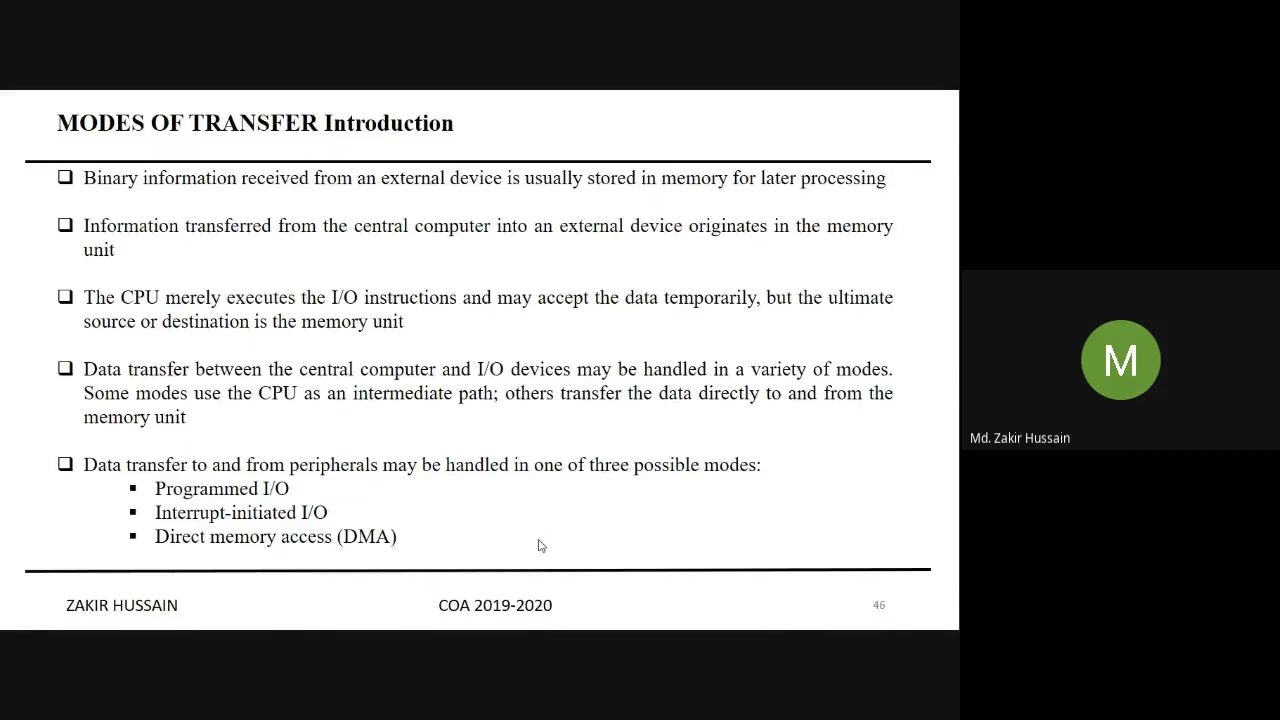 MODES OF TRANSFER Introduction
❑ Binary information received from an external device is usually stored in memory for later processing
❑ Information transferred from the central computer into an external device originates in the memory
unit
❑ The CPU merely executes the I/O instructions and may accept the data temporarily, but the ultimate
source or destination is the memory unit
❑ Data transfer between the central computer and I/O devices may be handled in a variety of modes.
Some modes use the CPU as an intermediate path; others transfer the data directly to and from the
memory unit
❑ Data transfer to and from peripherals may be handled in one of three possible modes:
▪ Programmed I/O
▪ Interrupt-initiated I/O
▪ Direct memory access (DMA)
ZAKIR HUSSAIN COA 2019-2020 46
M
Md. Zakir Hussain